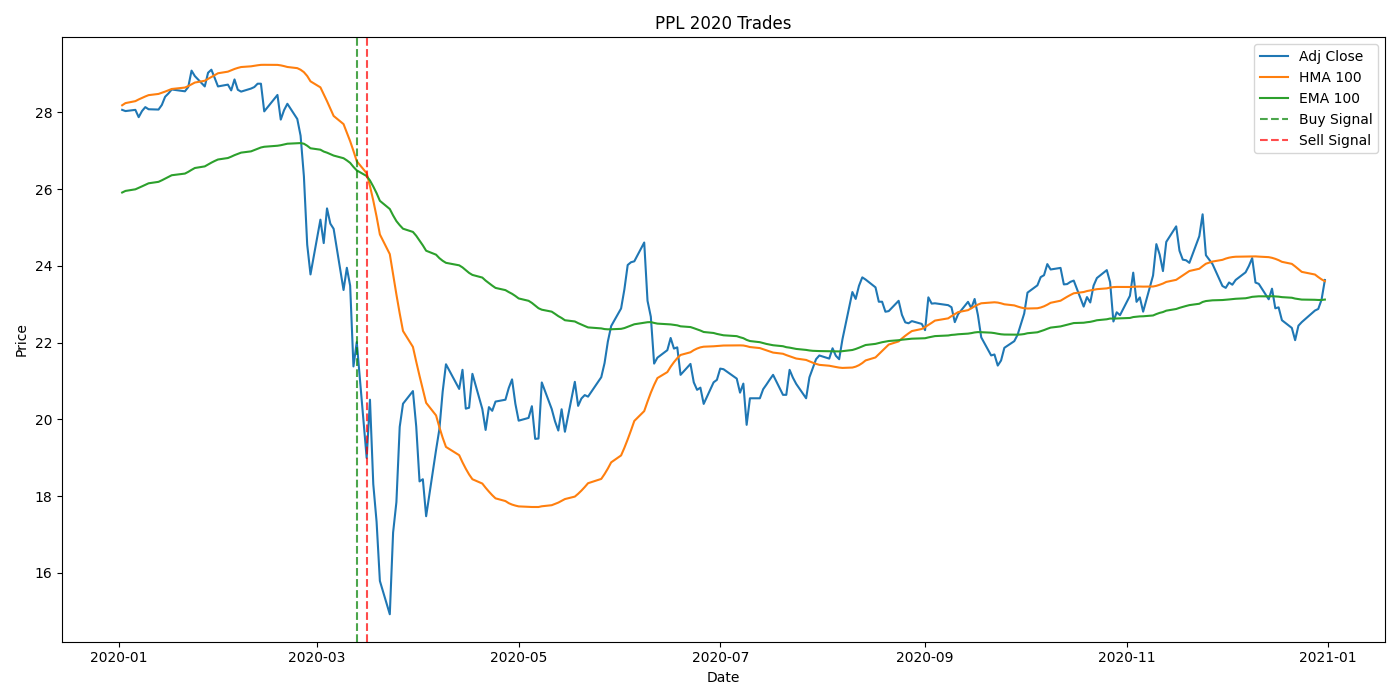 PPL 2020 Trades
Adj Close
HMA 100
EMA 100
Buy Signal
Sell Signal
Price
28
26
24
22
20
18
16
2020-01 2020-03 2020-05 2020-07 2020-09 2020-11 2021-01
Date